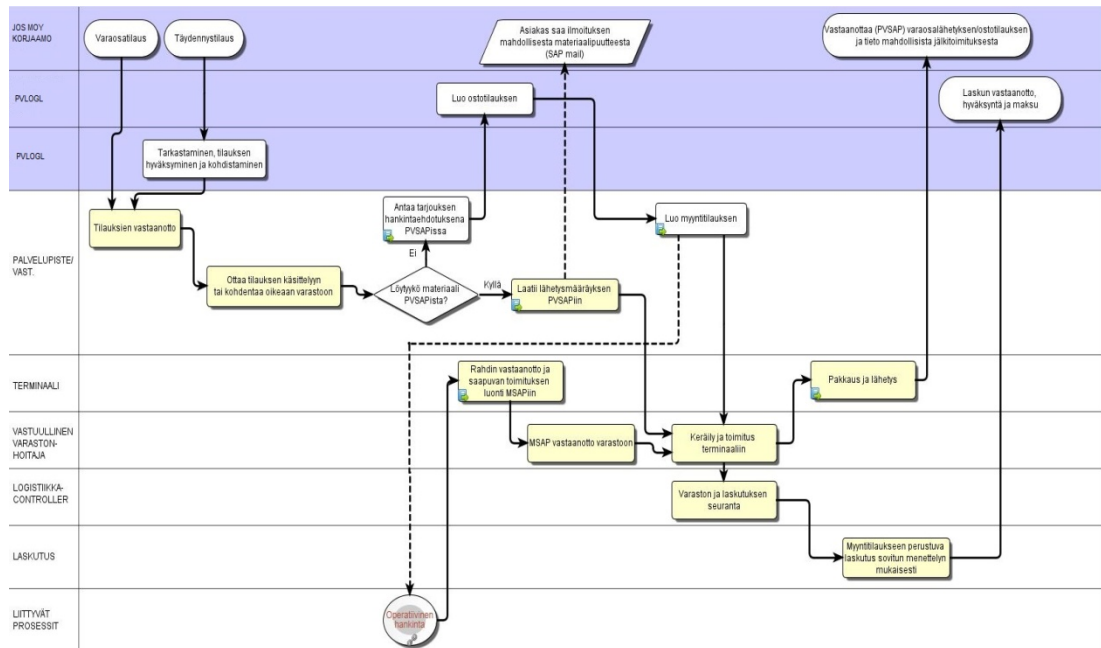 JOS MOY
KORJAAMO
Varaosatilaus
Täydennystilaus
Asiakas saa ilmoituksen
mahdollisesta materiaalipuutteesta
(SAP mail)
Vastaanottaa (PVSAP) varaosalähetyksen/ostotilauksen
ja tieto mahdollisista jälkitoimituksesta
PVLOGL
Luo ostotilauksen
Laskun vastaanotto,
hyväksyntä ja maksu
PVLOGL
Tarkastaminen, tilauksen
hyväksyminen ja kohdistaminen
PALVELUPISTE/
VAST.
Tilauksien vastaanotto
Antaa tarjouksen
hankintaehdotuksena
PVSAPissa
Luo myyntitilauksen
Ei
Ottaa tilauksen käsittelyyn
tai kohdentaa oikeaan varastoon
Löytyykö materiaali
PVSAPista?
Kyllä
Laatii lähetysmääräyksen
PVSAPiin
TERMINAALI
Rahdin vastaanotto ja
saapuvan toimituksen
luonti MSAPiin
Pakkaus ja lähetys
VASTUULLINEN
VARASTON-
HOITAJA
MSAP vastaanotto varastoon
Keräily ja toimitus
terminaaliin
LOGISTIIKKA-
CONTROLLER
Varaston ja laskutuksen
seuranta
LASKUTUS
Myyntitilaukseen perustuva
laskutus sovitun menettelyn
mukaisesti
LIITTYVÄT
PROSESSIT
Operatiivinen
hankinta